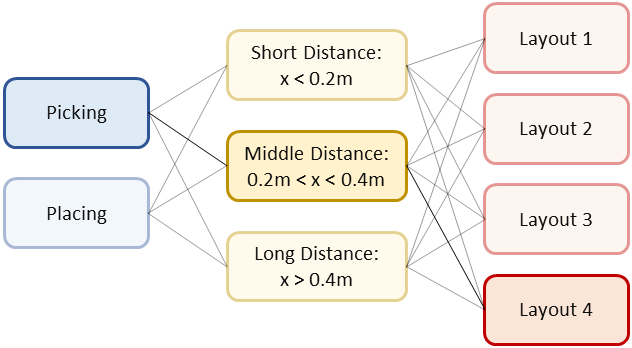 Picking
Placing
Short Distance:
x < 0.2m
Middle Distance:
0.2m < x < 0.4m
Long Distance:
x > 0.4m
Layout 1
Layout 2
Layout 3
Layout 4